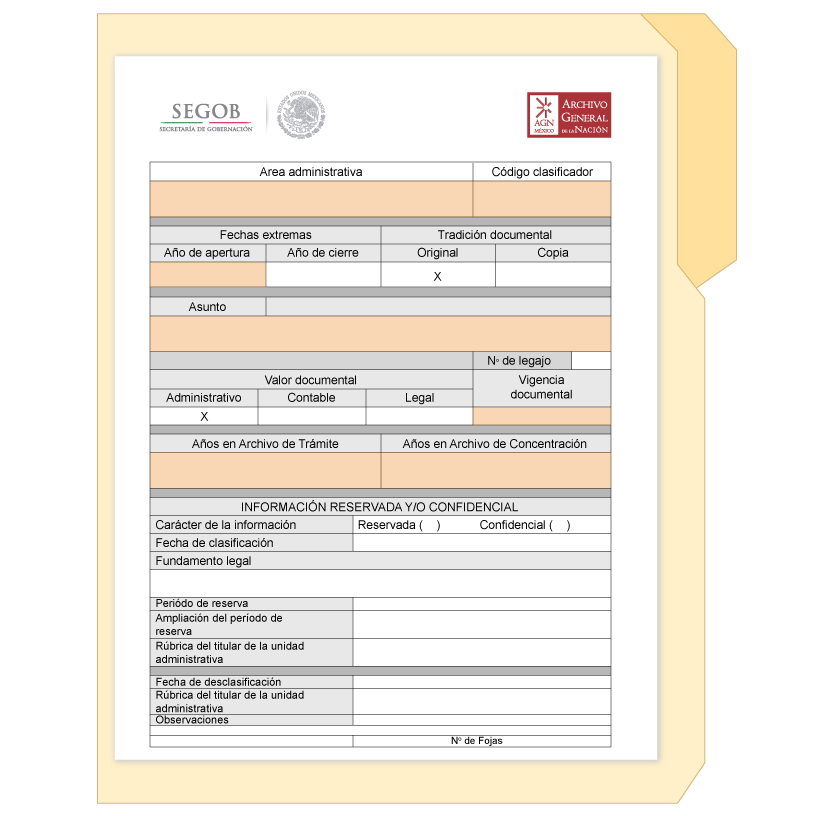 SEGOB
SECRETARÍA DE GOBERNACIÓN
ESTADOS UNIDOS MEXICANOS
AGN
MÉXICO
ARCHIVO
GENERAL
DE LA NACIÓN
Area administrativa Código clasificador
Fechas extremas Tradición documental
Año de apertura Año de cierre Original Copia
X
Asunto
Nº de legajo
Valor documental Vigencia
documental
Administrativo Contable Legal
X
Años en Archivo de Trámite Años en Archivo de Concentración
INFORMACIÓN RESERVADA Y/O CONFIDENCIAL
Carácter de la información Reservada ( ) Confidencial ( )
Fecha de clasificación
Fundamento legal
Periódo de reserva
Ampliación del período de
reserva
Rúbrica del titular de la unidad
administrativa
Fecha de desclasificación
Rúbrica del titular de la unidad
administrativa
Observaciones
Nº de Fojas